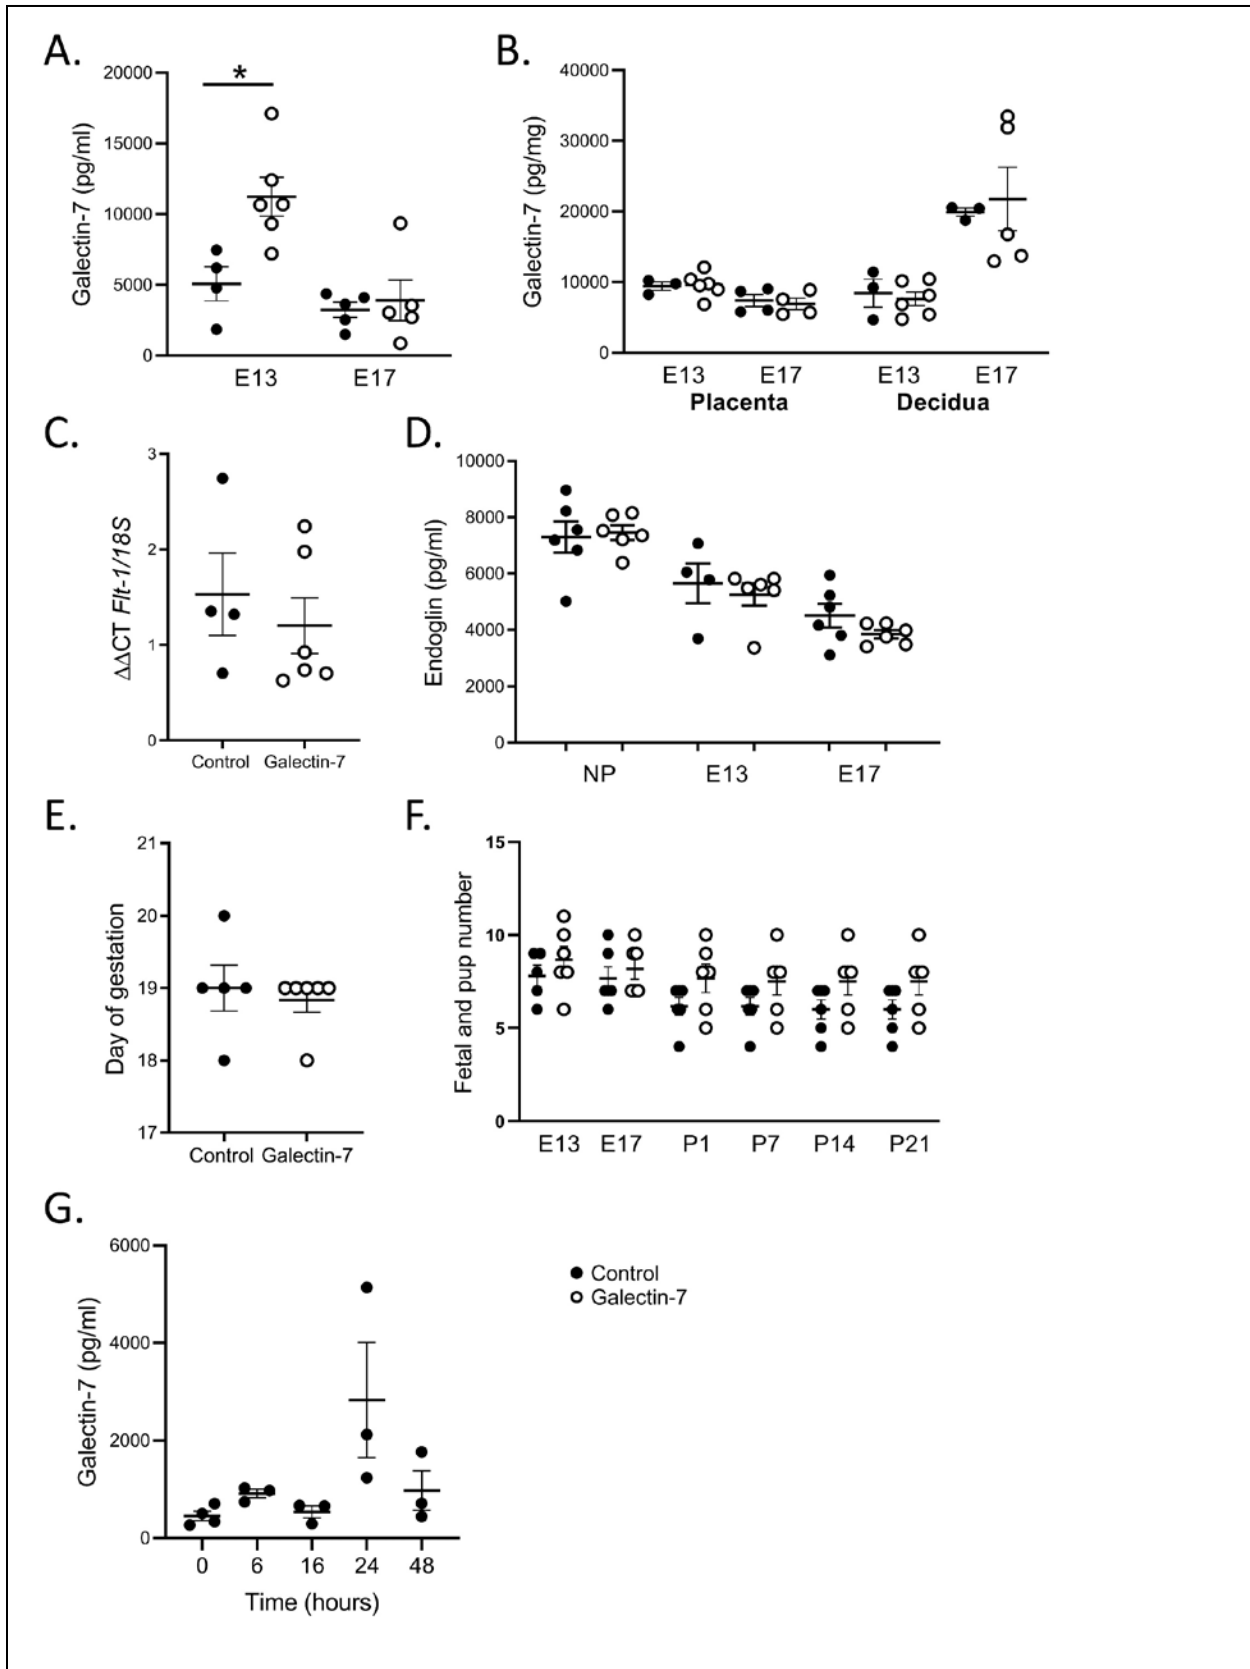 A.
Galectin-7 (pg/ml)
20000
15000
10000
5000
0
*
E13 E17
B.
Galectin-7 (pg/mg)
40000
30000
20000
10000
0
E13 E17 E13 E17
Placenta Decidua
C.
ΔΔCT Flt-1/18S
3
2
1
0
Control Galectin-7
D.
Endoglin (pg/ml)
10000
8000
6000
4000
2000
0
NP E13 E17
E.
Day of gestation
21
20
19
18
17
Control Galectin-7
F.
Fetal and pup number
15
10
5
0
E13 E17 P1 P7 P14 P21
G.
Galectin-7 (pg/ml)
6000
4000
2000
0
0 6 16 24 48
Time (hours)
Control
Galectin-7